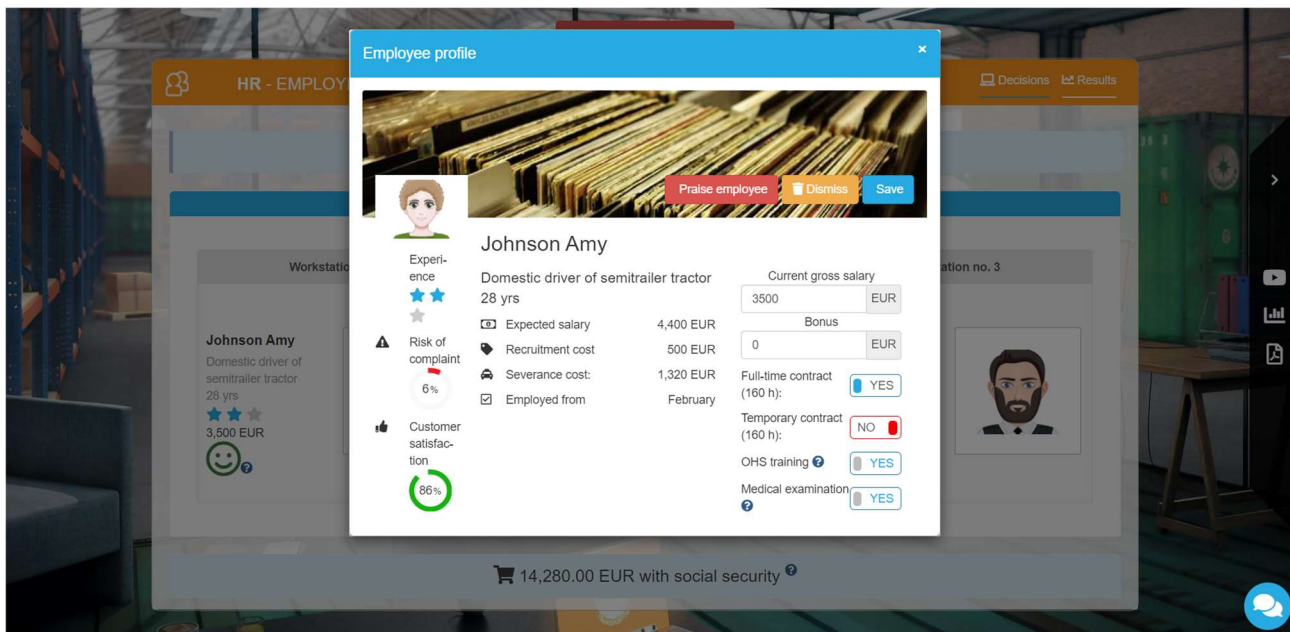 Employee profile
×
HR - EMPLOY
Decisions
Results
Praise employee
Dismiss
Save
Johnson Amy
Domestic driver of semitrailer tractor
28 yrs
Experi-
ence
Risk of
complaint
6%
Customer
satisfac-
tion
86%
Expected salary 4,400 EUR
Recruitment cost 500 EUR
Severance cost: 1,320 EUR
Employed from February
Current gross salary
3500 EUR
Bonus
0 EUR
Full-time contract
(160 h): YES
Temporary contract
(160 h): NO
OHS training YES
Medical examination YES
Workstatio
Johnson Amy
Domestic driver of
semitrailer tractor
28 yrs
3,500 EUR
ation no. 3
14,280.00 EUR with social security